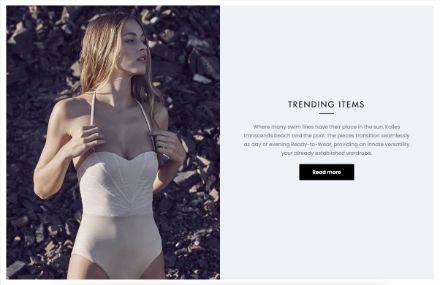 TRENDING ITEMS
Where many swim lines have their place in the sun, Kalles
transcends beach and the pool. The pieces transition seamlessly
as day or evening Ready-to-Wear, providing an innate versatility
your already established wardrobe.
Read more